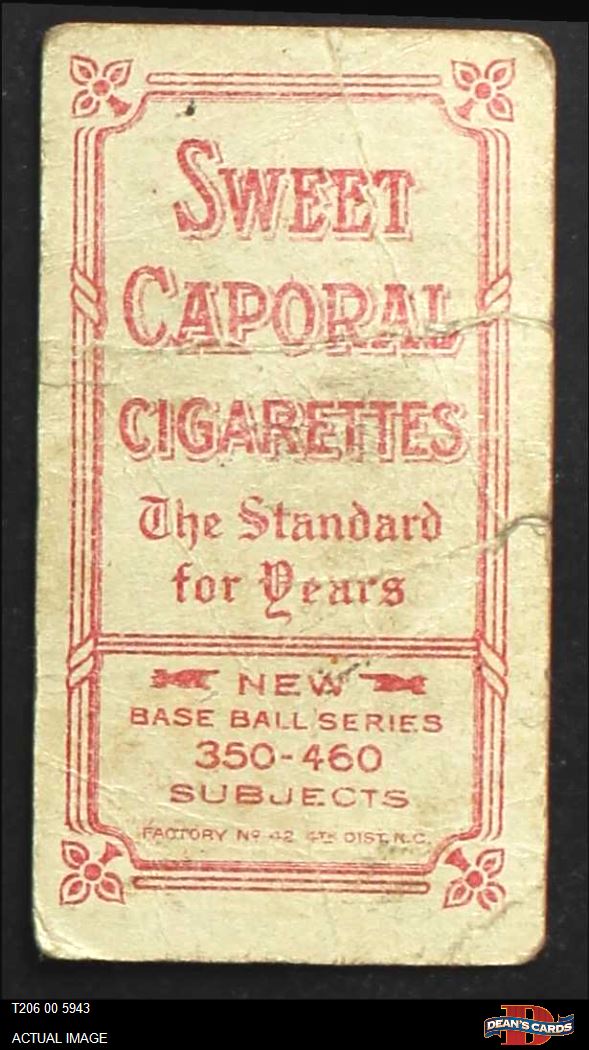 SWEET
CAPORAL
CIGARETTES
The Standard
for Years
NEW
BASE BALL SERIES
350-460
SUBJECTS
FACTORY Nº 42 4TH DIST. N.C.
T206 00 5943
ACTUAL IMAGE
D
DEAN'S CARDS